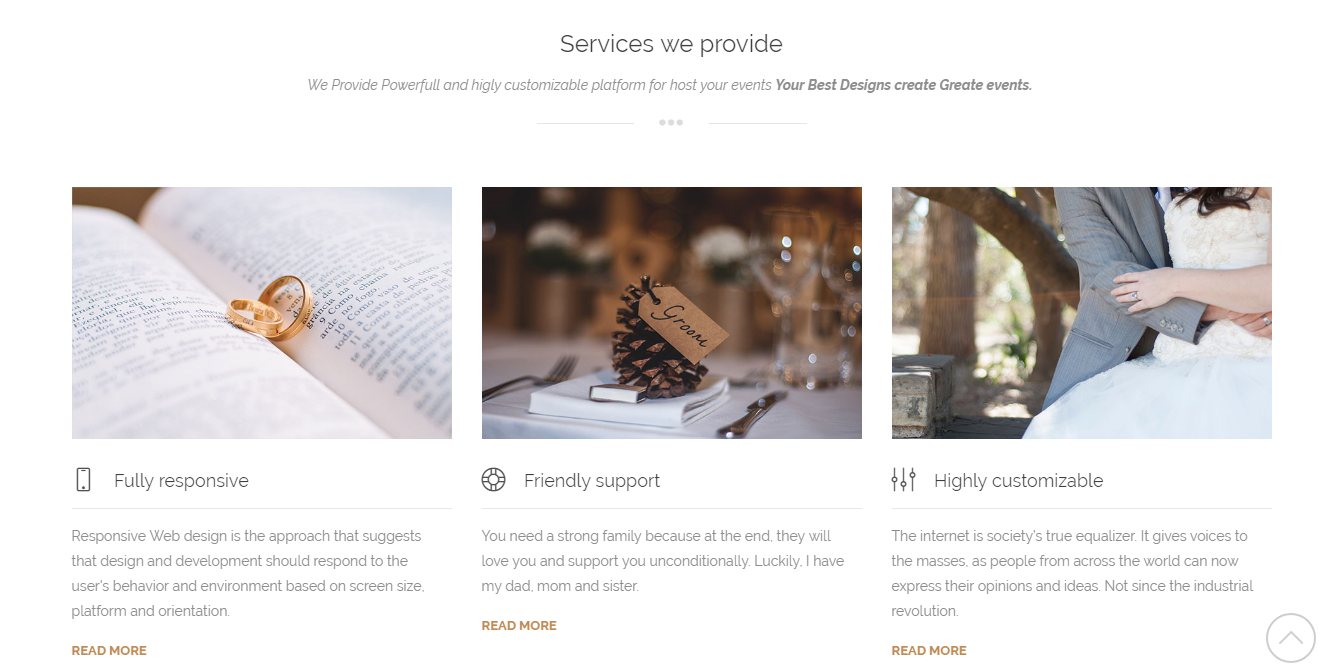 Services we provide
We Provide Powerfull and higly customizable platform for host your events Your Best Designs create Greate events.
Groom
Fully responsive
Responsive Web design is the approach that suggests
that design and development should respond to the
user's behavior and environment based on screen size,
platform and orientation.
READ MORE
Friendly support
You need a strong family because at the end, they will
love you and support you unconditionally. Luckily, I have
my dad, mom and sister.
READ MORE
Highly customizable
The internet is society's true equalizer. It gives voices to
the masses, as people from across the world can now
express their opinions and ideas. Not since the industrial
revolution.
READ MORE